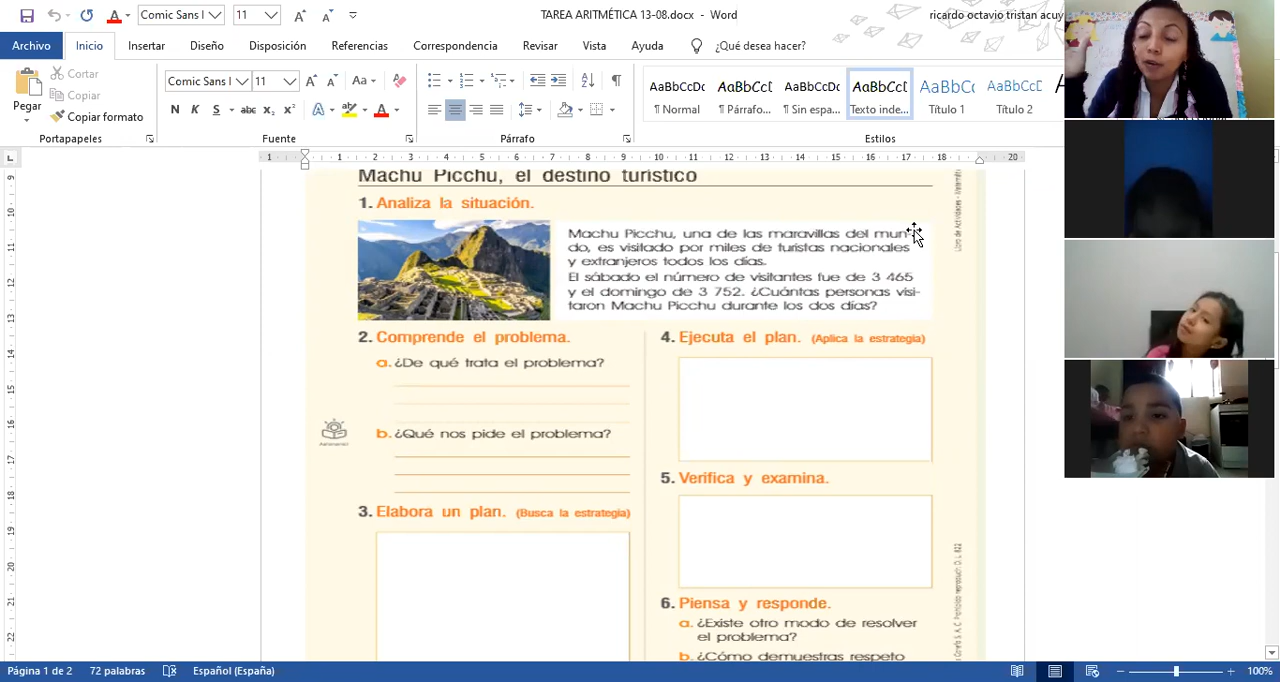 TAREA ARITMÉTICA 13-08.docx - Word
ricardo octavio tristan acuy
Comic Sans I 11
Archivo Inicio Insertar Diseño Disposición Referencias Correspondencia Revisar Vista Ayuda ¿Qué desea hacer?
Pegar
Cortar
Copiar
Copiar formato
Portapapeles
Comic Sans I 11
Fuente
Párrafo
AaBbCcDc AaBbCcI AaBbCcDc AaBbCcI AaBbCc AaBbCcI
¶ Normal ¶ Párrafo... ¶ Sin espa... Texto inde... Título 1 Título 2
Estilos
Machu Picchu, el destino turístico
1. Analiza la situación.
Machu Picchu, una de las maravillas del mun-
do, es visitado por miles de turistas nacionales
y extranjeros todos los días.
El sábado el número de visitantes fue de 3 465
y el domingo de 3 752. ¿Cuántas personas visi-
taron Machu Picchu durante los dos días?
2. Comprende el problema.
a. ¿De qué trata el problema?
b. ¿Qué nos pide el problema?
3. Elabora un plan. (Busca la estrategia)
4. Ejecuta el plan. (Aplica la estrategia)
5. Verifica y examina.
6. Piensa y responde.
a. ¿Existe otro modo de resolver
el problema?
b. ¿Cómo demuestras respeto
Página 1 de 2 72 palabras Español (España) 100%